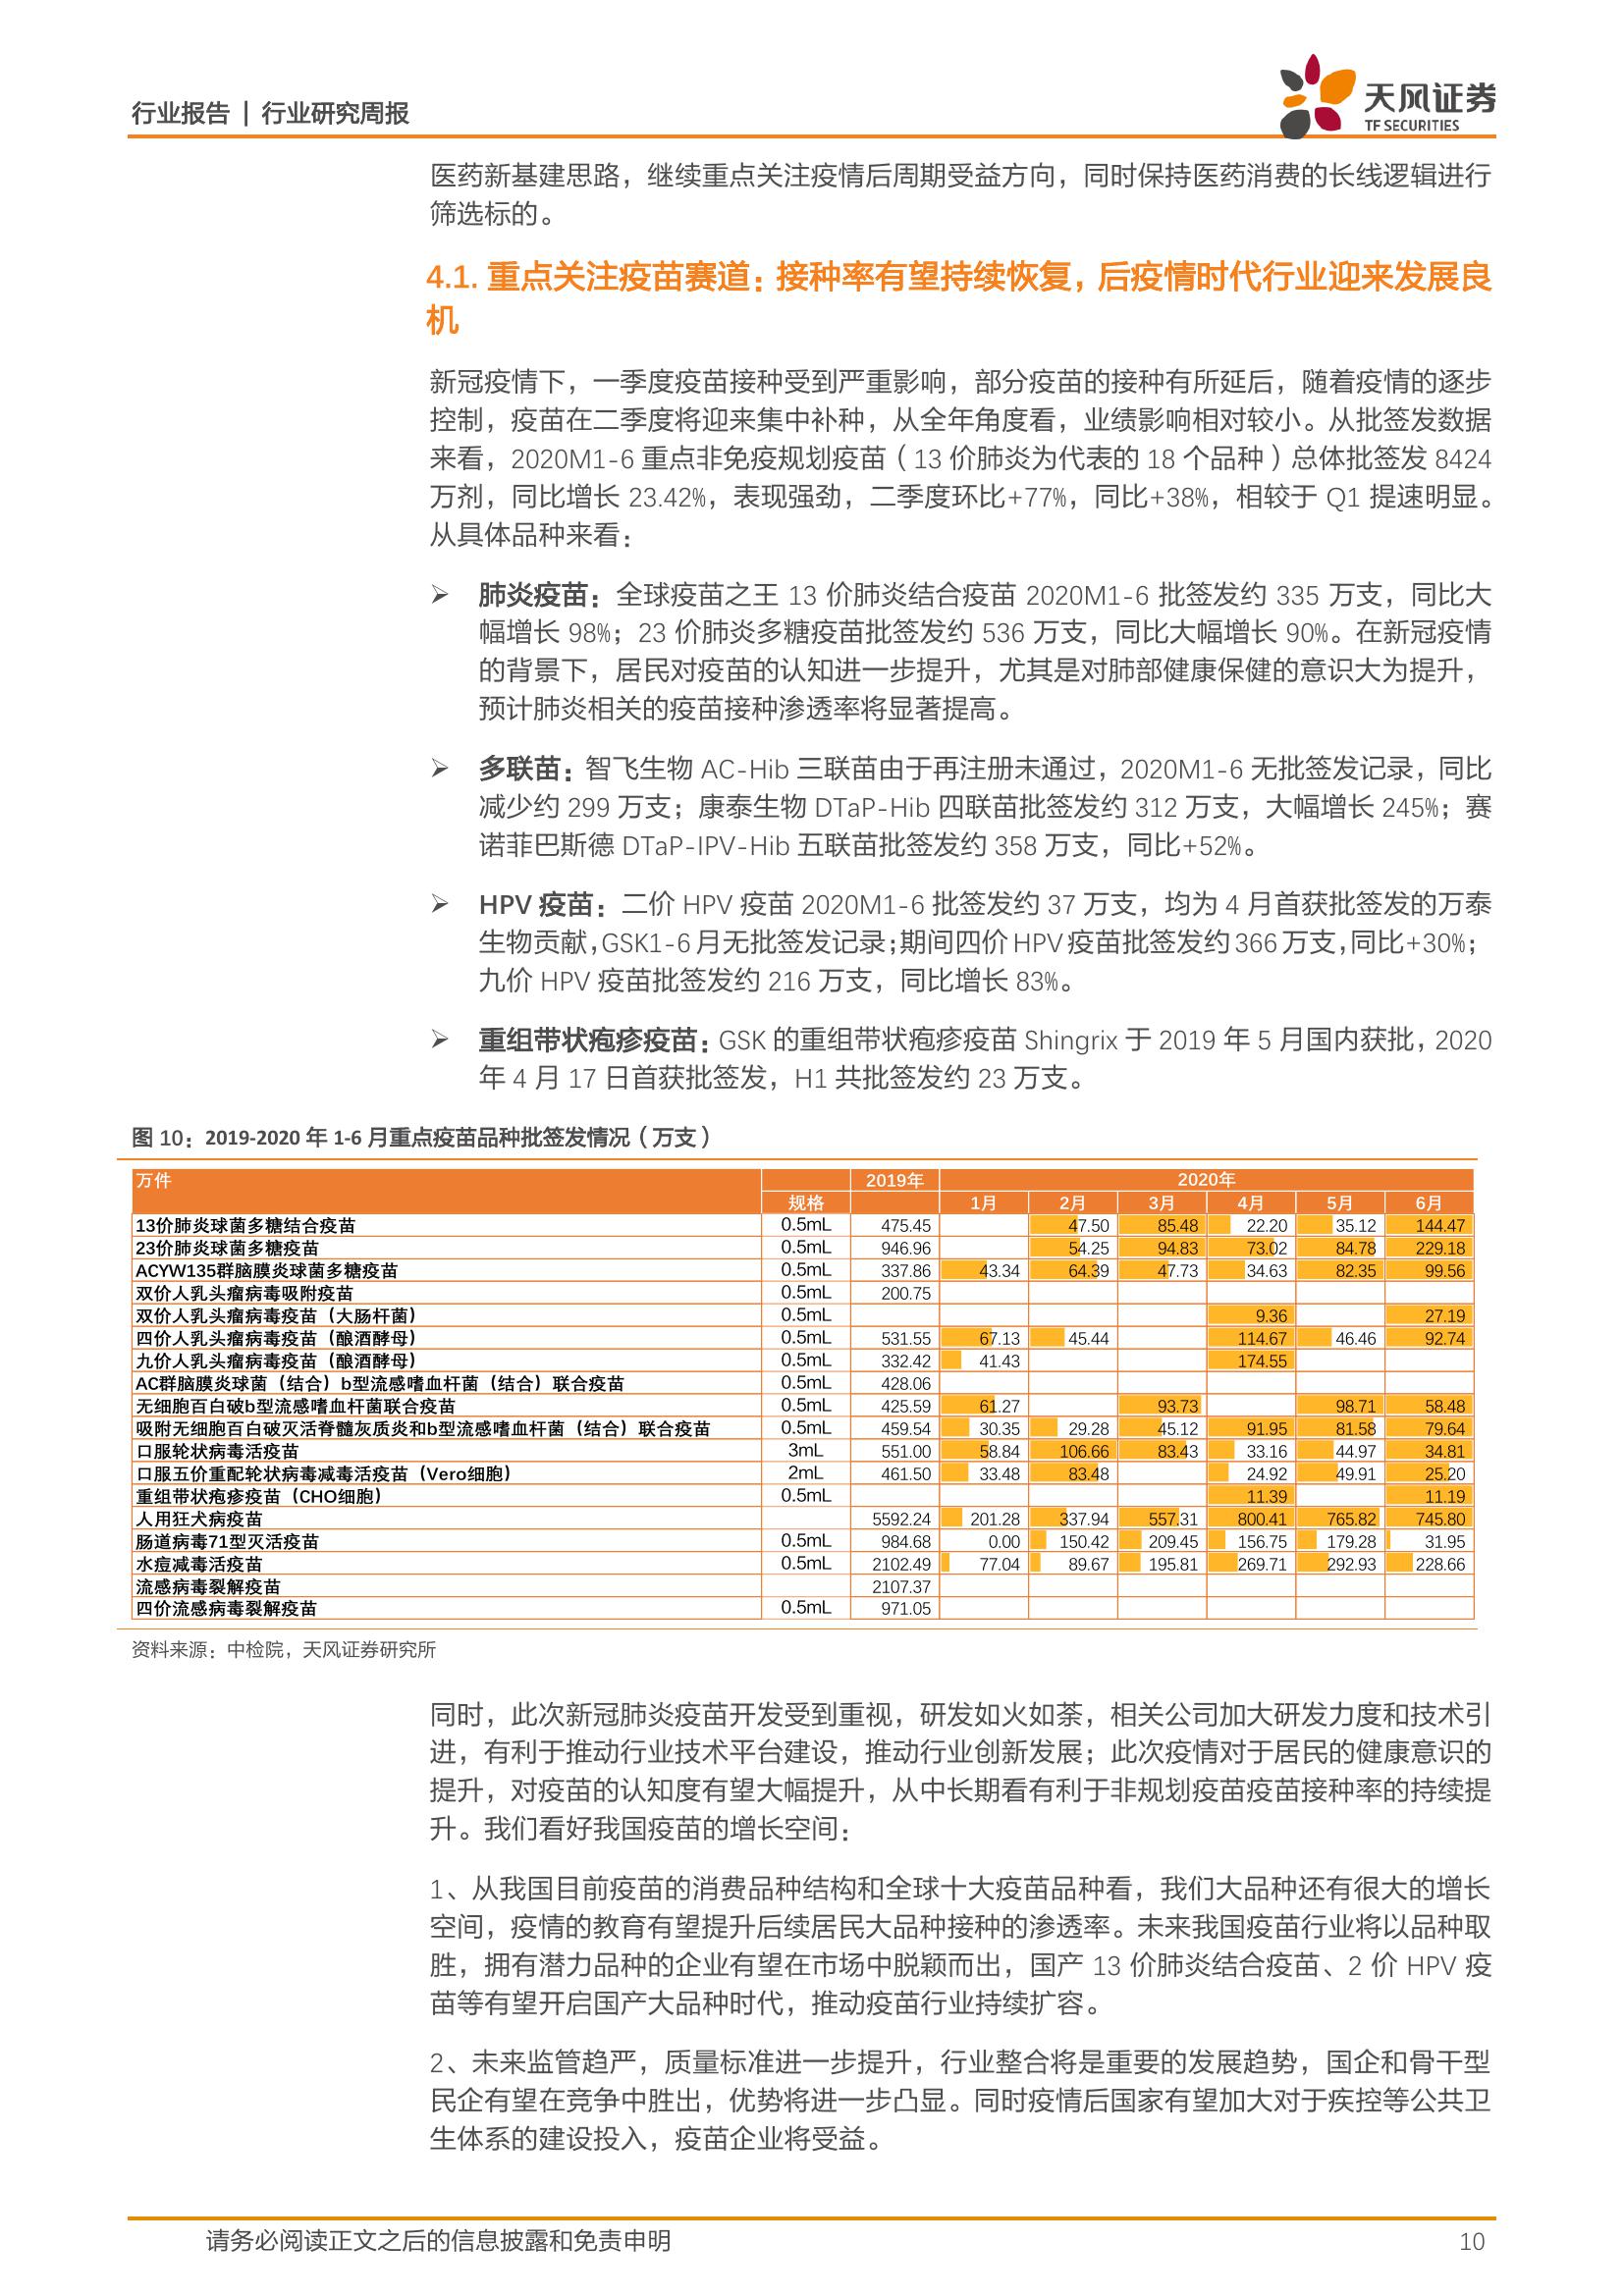 行业报告 | 行业研究周报
天风证券
TF SECURITIES
医药新基建思路，继续重点关注疫情后周期受益方向，同时保持医药消费的长线逻辑进行
筛选标的。
4.1. 重点关注疫苗赛道：接种率有望持续恢复，后疫情时代行业迎来发展良
机
新冠疫情下，一季度疫苗接种受到严重影响，部分疫苗的接种有所延后，随着疫情的逐步
控制，疫苗在二季度将迎来集中补种，从全年角度看，业绩影响相对较小。从批签发数据
来看，2020M1-6 重点非免疫规划疫苗（13 价肺炎为代表的 18 个品种）总体批签发 8424
万剂，同比增长 23.42%，表现强劲，二季度环比+77%，同比+38%，相较于 Q1 提速明显。
从具体品种来看：
➢ 肺炎疫苗：全球疫苗之王 13 价肺炎结合疫苗 2020M1-6 批签发约 335 万支，同比大
幅增长 98%；23 价肺炎多糖疫苗批签发约 536 万支，同比大幅增长 90%。在新冠疫情
的背景下，居民对疫苗的认知进一步提升，尤其是对肺部健康保健的意识大为提升，
预计肺炎相关的疫苗接种渗透率将显著提高。
➢ 多联苗：智飞生物 AC-Hib 三联苗由于再注册未通过，2020M1-6 无批签发记录，同比
减少约 299 万支；康泰生物 DTaP-Hib 四联苗批签发约 312 万支，大幅增长 245%；赛
诺菲巴斯德 DTaP-IPV-Hib 五联苗批签发约 358 万支，同比+52%。
➢ HPV 疫苗：二价 HPV 疫苗 2020M1-6 批签发约 37 万支，均为 4 月首获批签发的万泰
生物贡献，GSK1-6 月无批签发记录；期间四价 HPV 疫苗批签发约 366 万支，同比+30%；
九价 HPV 疫苗批签发约 216 万支，同比增长 83%。
➢ 重组带状疱疹疫苗：GSK 的重组带状疱疹疫苗 Shingrix 于 2019 年 5 月国内获批，2020
年 4 月 17 日首获批签发，H1 共批签发约 23 万支。
图 10：2019-2020 年 1-6 月重点疫苗品种批签发情况（万支）
万件 2019年 2020年
规格 1月 2月 3月 4月 5月 6月
13价肺炎球菌多糖结合疫苗 0.5mL 475.45 47.50 85.48 22.20 35.12 144.47
23价肺炎球菌多糖疫苗 0.5mL 946.96 54.25 94.83 73.02 84.78 229.18
ACYW135群脑膜炎球菌多糖疫苗 0.5mL 337.86 43.34 64.39 47.73 34.63 82.35 99.56
双价人乳头瘤病毒吸附疫苗 0.5mL 200.75
双价人乳头瘤病毒疫苗（大肠杆菌） 0.5mL 9.36 27.19
四价人乳头瘤病毒疫苗（酿酒酵母） 0.5mL 531.55 67.13 45.44 114.67 46.46 92.74
九价人乳头瘤病毒疫苗（酿酒酵母） 0.5mL 332.42 41.43 174.55
AC群脑膜炎球菌（结合）b型流感嗜血杆菌（结合）联合疫苗 0.5mL 428.06
无细胞百白破b型流感嗜血杆菌联合疫苗 0.5mL 425.59 61.27 93.73 98.71 58.48
吸附无细胞百白破灭活脊髓灰质炎和b型流感嗜血杆菌（结合）联合疫苗 0.5mL 459.54 30.35 29.28 45.12 91.95 81.58 79.64
口服轮状病毒活疫苗 3mL 551.00 58.84 106.66 83.43 33.16 44.97 34.81
口服五价重配轮状病毒减毒活疫苗（Vero细胞） 2mL 461.50 33.48 83.48 24.92 49.91 25.20
重组带状疱疹疫苗（CHO细胞） 0.5mL 11.39 11.19
人用狂犬病疫苗 5592.24 201.28 337.94 557.31 800.41 765.82 745.80
肠道病毒71型灭活疫苗 0.5mL 984.68 0.00 150.42 209.45 156.75 179.28 31.95
水痘减毒活疫苗 0.5mL 2102.49 77.04 89.67 195.81 269.71 292.93 228.66
流感病毒裂解疫苗 2107.37
四价流感病毒裂解疫苗 0.5mL 971.05
资料来源：中检院，天风证券研究所
同时，此次新冠肺炎疫苗开发受到重视，研发如火如荼，相关公司加大研发力度和技术引
进，有利于推动行业技术平台建设，推动行业创新发展；此次疫情对于居民的健康意识的
提升，对疫苗的认知度有望大幅提升，从中长期看有利于非规划疫苗疫苗接种率的持续提
升。我们看好我国疫苗的增长空间：
1、从我国目前疫苗的消费品种结构和全球十大疫苗品种看，我们大品种还有很大的增长
空间，疫情的教育有望提升后续居民大品种接种的渗透率。未来我国疫苗行业将以品种取
胜，拥有潜力品种的企业有望在市场中脱颖而出，国产 13 价肺炎结合疫苗、2 价 HPV 疫
苗等有望开启国产大品种时代，推动疫苗行业持续扩容。
2、未来监管趋严，质量标准进一步提升，行业整合将是重要的发展趋势，国企和骨干型
民企有望在竞争中胜出，优势将进一步凸显。同时疫情后国家有望加大对于疾控等公共卫
生体系的建设投入，疫苗企业将受益。
请务必阅读正文之后的信息披露和免责申明 10